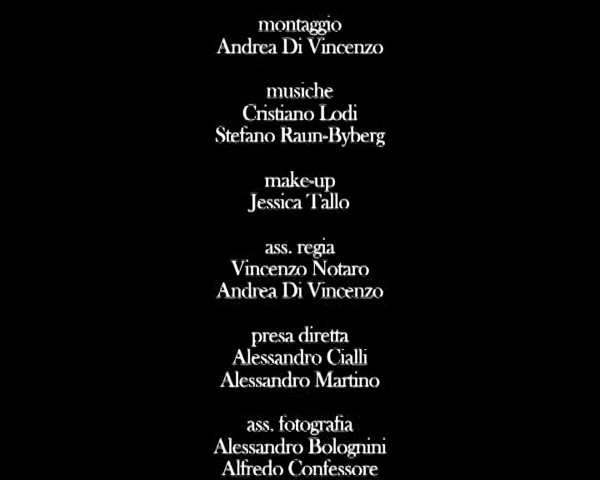 montaggio
Andrea Di Vincenzo
musiche
Cristiano Lodi
Stefano Raun-Byberg
make-up
Jessica Tallo
ass. regia
Vincenzo Notaro
Andrea Di Vincenzo
presa diretta
Alessandro Cialli
Alessandro Martino
ass. fotografia
Alessandro Bolognini
Alfredo Confessore